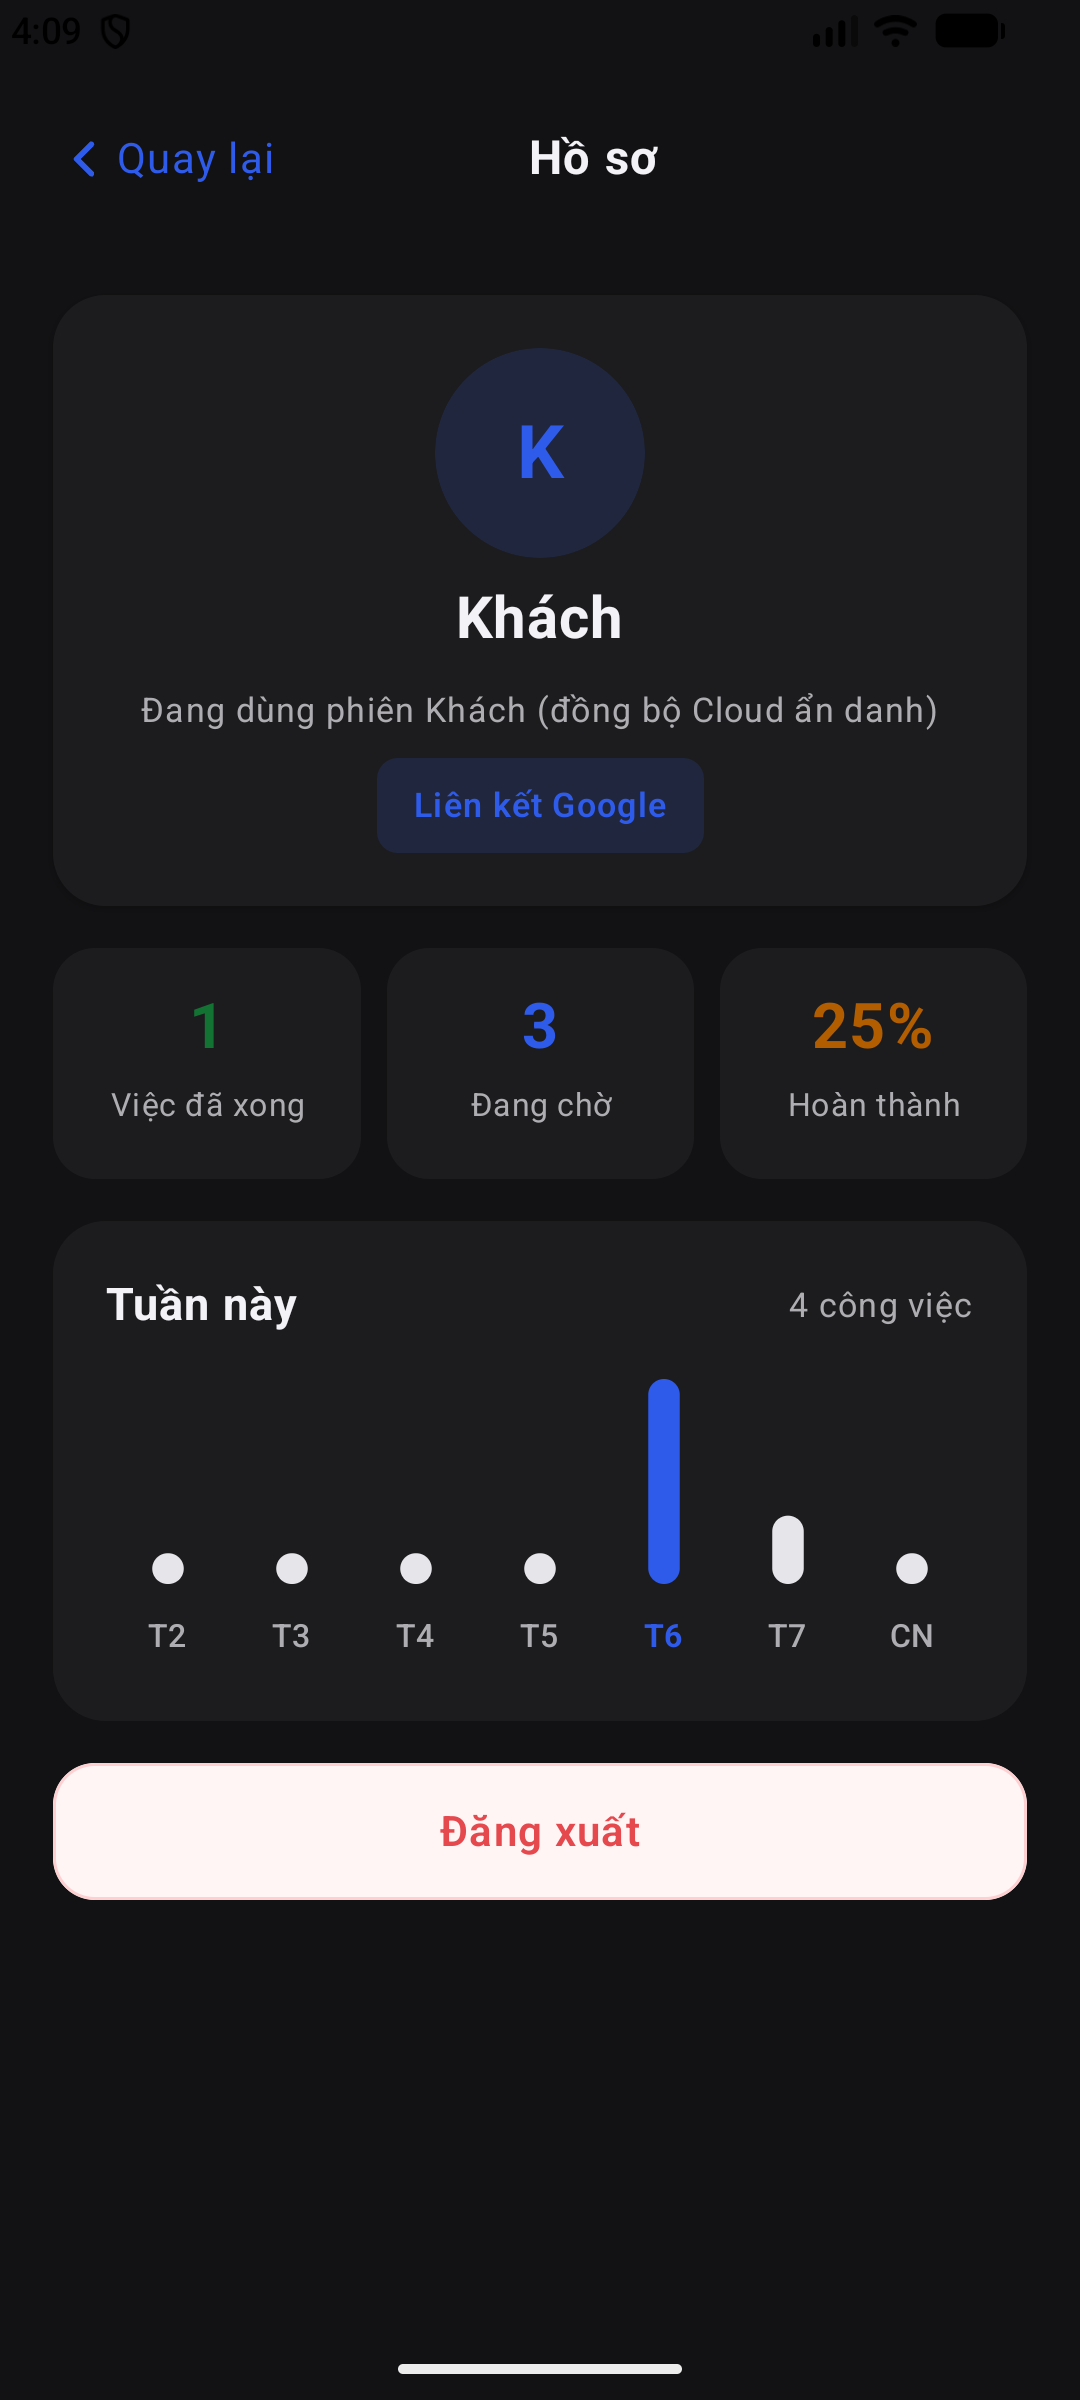 4:09
Quay lại
Hồ sơ
K
Khách
Đang dùng phiên Khách (đồng bộ Cloud ẩn danh)
Liên kết Google
1
Việc đã xong
3
Đang chờ
25%
Hoàn thành
Tuần này
4 công việc
T2 T3 T4 T5 T6 T7 CN
Đăng xuất